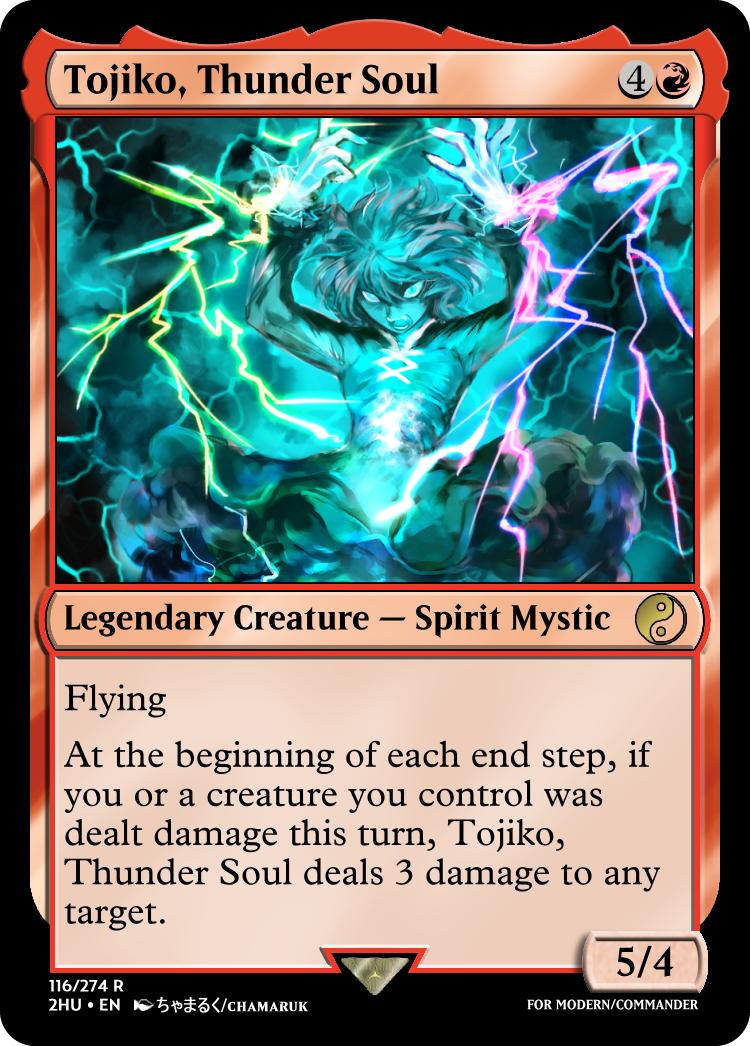 Tojiko, Thunder Soul 4
Legendary Creature — Spirit Mystic
Flying
At the beginning of each end step, if
you or a creature you control was
dealt damage this turn, Tojiko,
Thunder Soul deals 3 damage to any
target.
5/4
116/274 R
2HU • EN ちゃまるく/CHAMARUK
FOR MODERN/COMMANDER